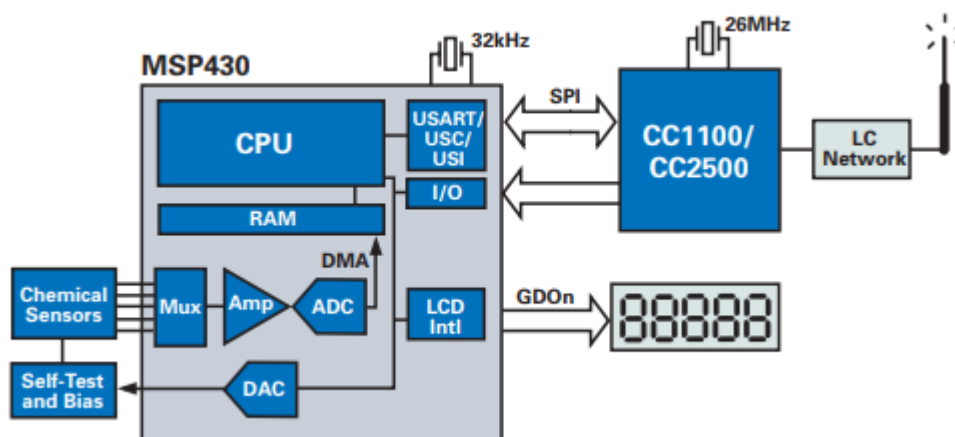 32kHz
26MHz
MSP430
CPU
USART/
USC/
USI
SPI
CC1100/
CC2500
LC
Network
I/O
RAM
DMA
Chemical
Sensors
Mux
Amp
ADC
LCD
Intl
GDOn
88888
Self-Test
and Bias
DAC